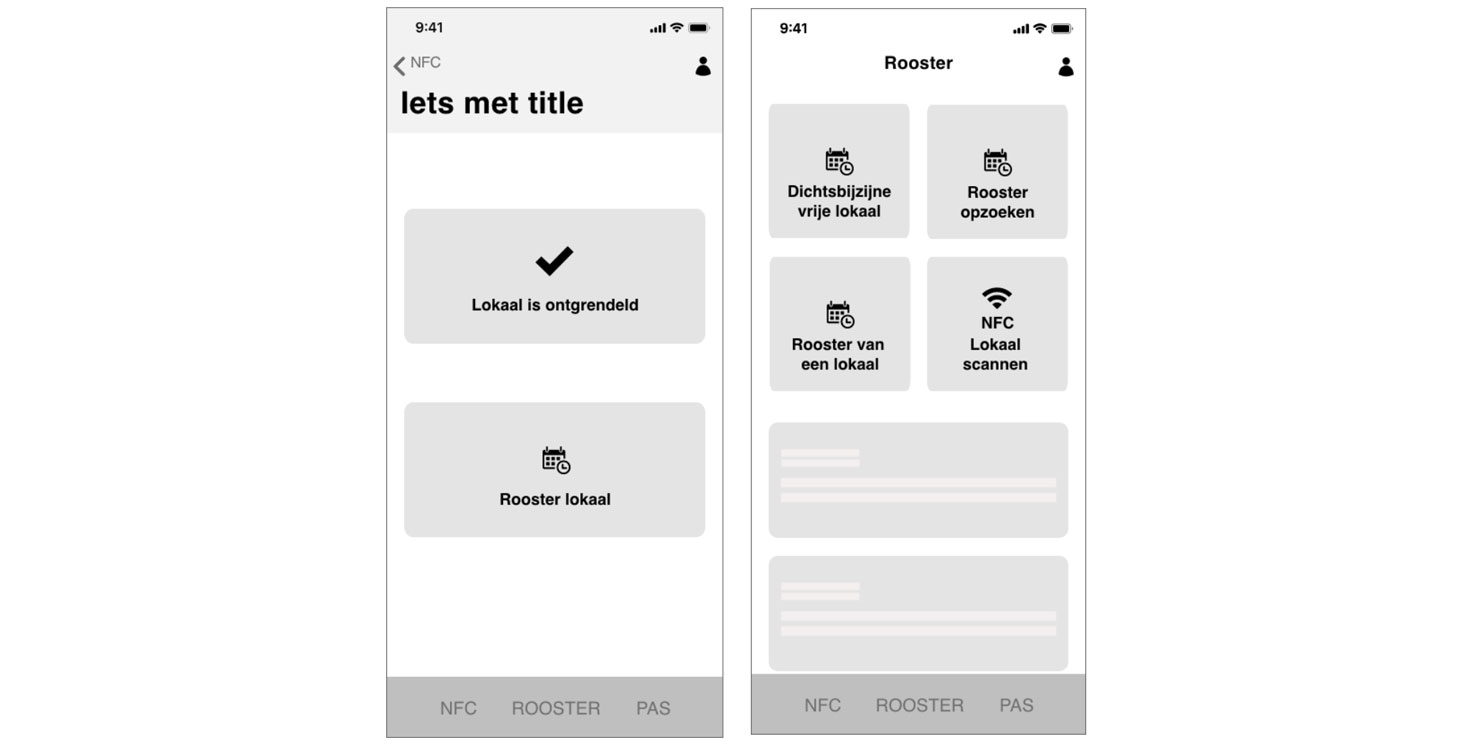 9:41
NFC
Iets met title
Lokaal is ontgrendeld
Rooster lokaal
NFC ROOSTER PAS
9:41
Rooster
Dichtsbijzijne
vrije lokaal
Rooster
opzoeken
Rooster van
een lokaal
NFC
Lokaal
scannen
NFC ROOSTER PAS